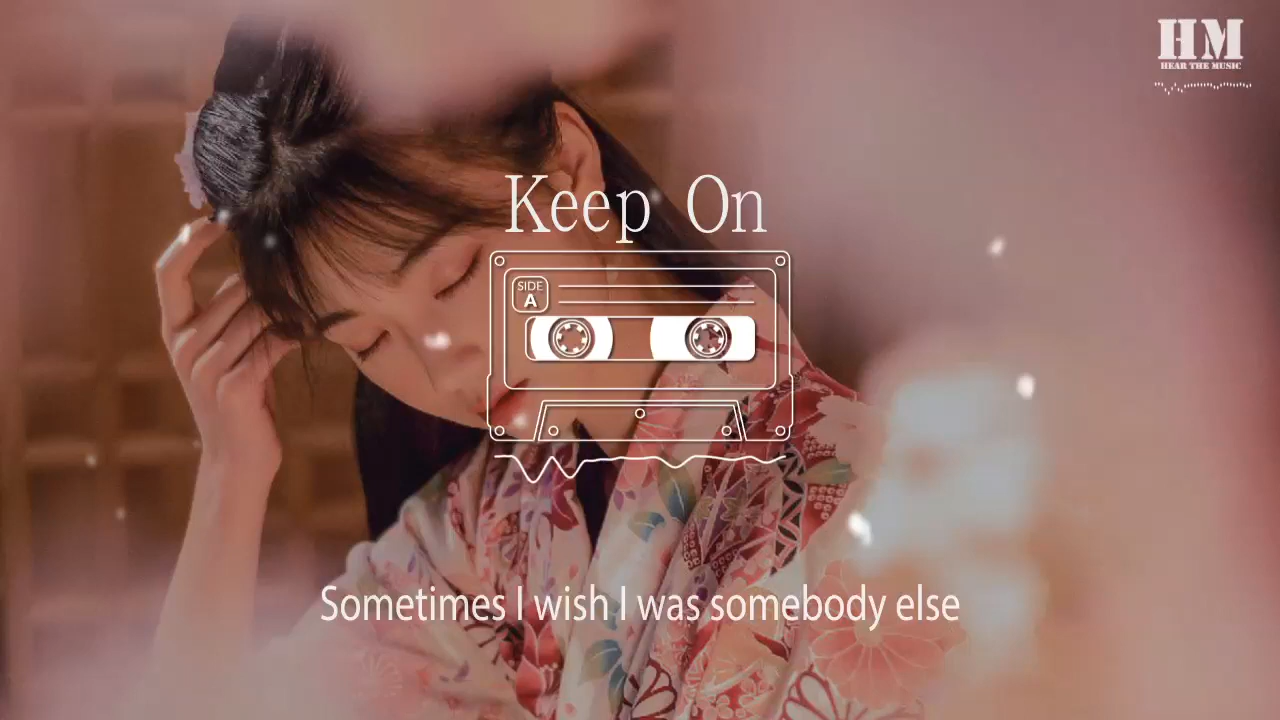 HM
HEAR THE MUSIC
Keep On
SIDE
A
Sometimes I wish I was somebody else